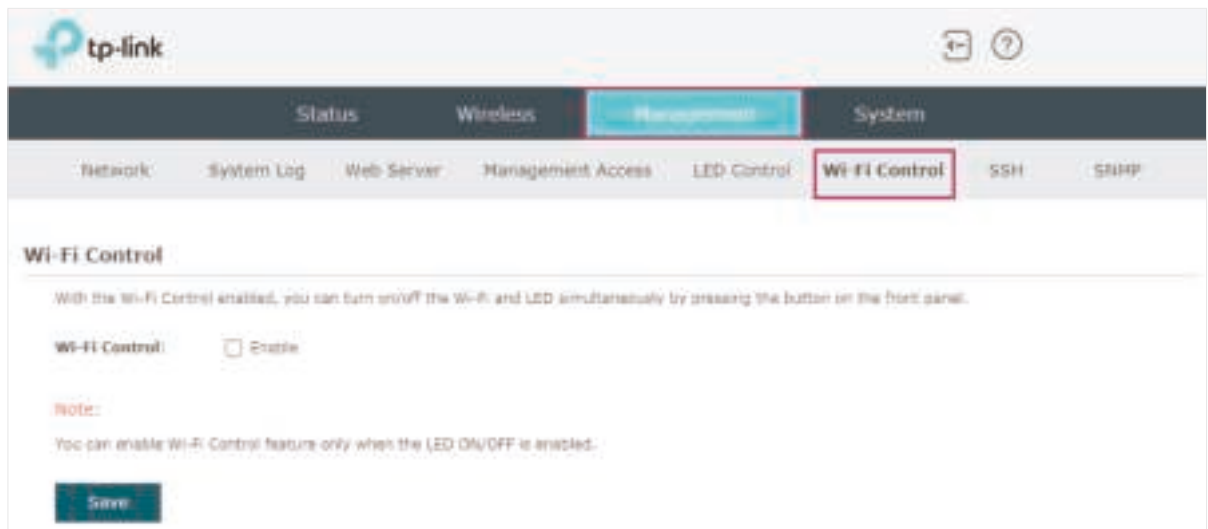 tp-link
Status Wireless Management System
Network System Log Web Server Management Access LED Control Wi-Fi Control SSH SNMP
Wi-Fi Control
With the Wi-Fi Control enabled, you can turn on/off the Wi-Fi and LED simultaneously by pressing the button on the front panel.
Wi-Fi Control: Enable
Note:
You can enable Wi-Fi Control feature only when the LED ON/OFF is enabled.
Save